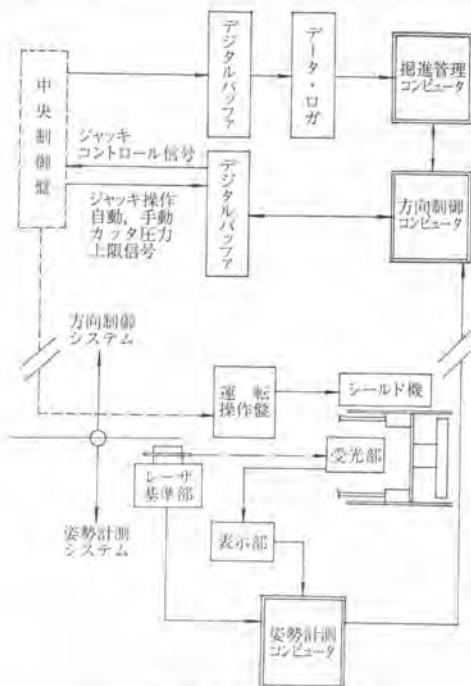 中央制御盤
デジタルバッファ
データ・ロガ
掘進管理
コンピュータ
ジャッキ
コントロール信号
デジタルバッファ
方向制御
コンピュータ
ジャッキ操作
自動、手動
カッタ圧力
上限信号
方向制御
システム
運転
操作盤
シールド機
受光部
レーザ
基準部
姿勢計測
システム
表示部
姿勢計測
コンピュータ